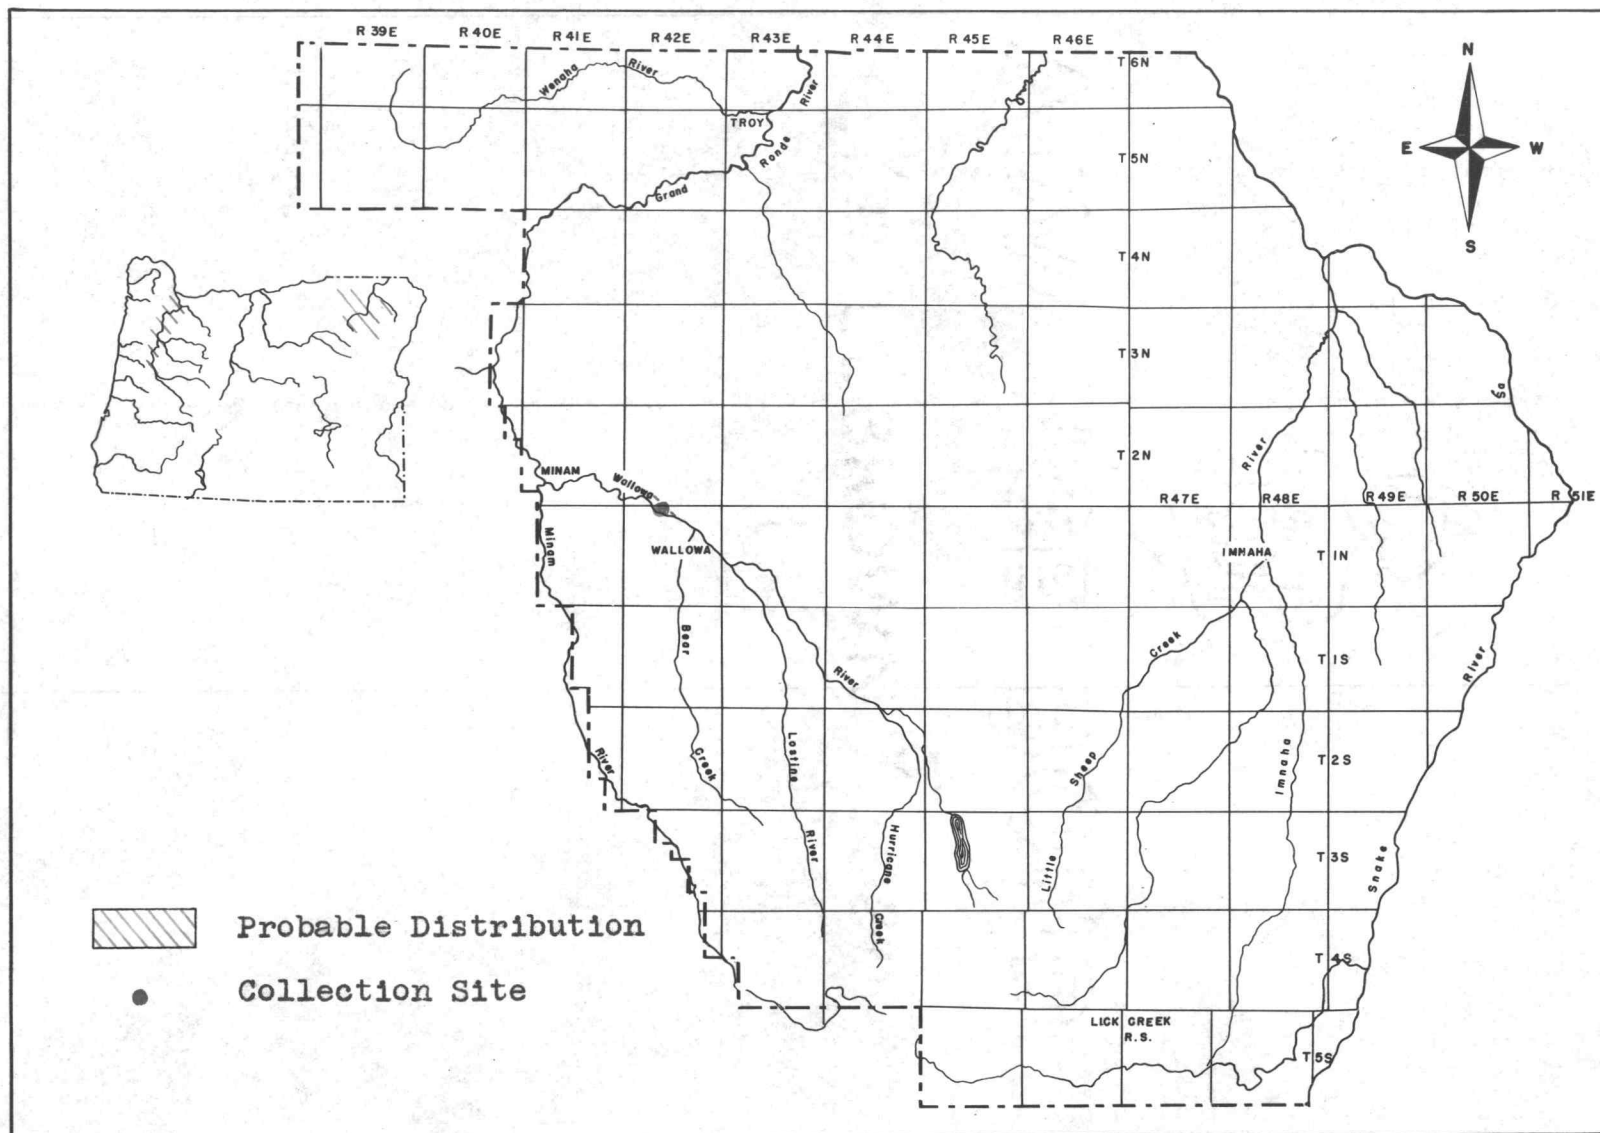 R 39E R 40E R 41E R 42E R 43E R 44E R 45E R 46E
T 6N
N
E W
S
Wenaha River
River
TROY
Ronde
Grand
S
T 5N
T 4N
T 3N
T 2N
River
Sa
MINAM
Wallowa
R 47E R 48E R 49E R 50E R 51E
Minam
WALLOWA
IMNAHA
T 1N
Bear
Creek
T 1S
River
River
River
Creek
Lostine
Sheep
Imnaha
T 2S
River
Hurricane
Little
T 3S
Snake
Probable Distribution
Creek
T 4S
Collection Site
LICK CREEK
R.S.
T 5S